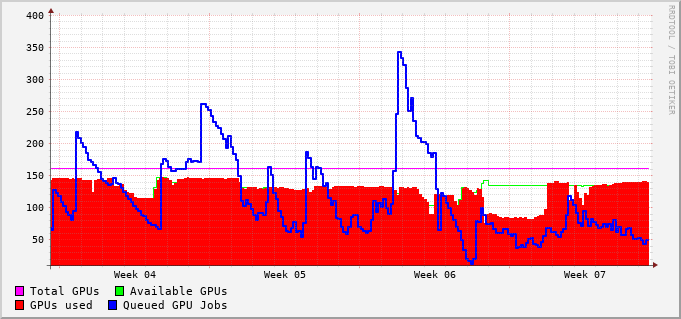 RRDTOOL / TOBI OETIKER
400
350
300
250
200
150
100
50
Week 04 Week 05 Week 06 Week 07
Total GPUs Available GPUs
GPUs used Queued GPU Jobs